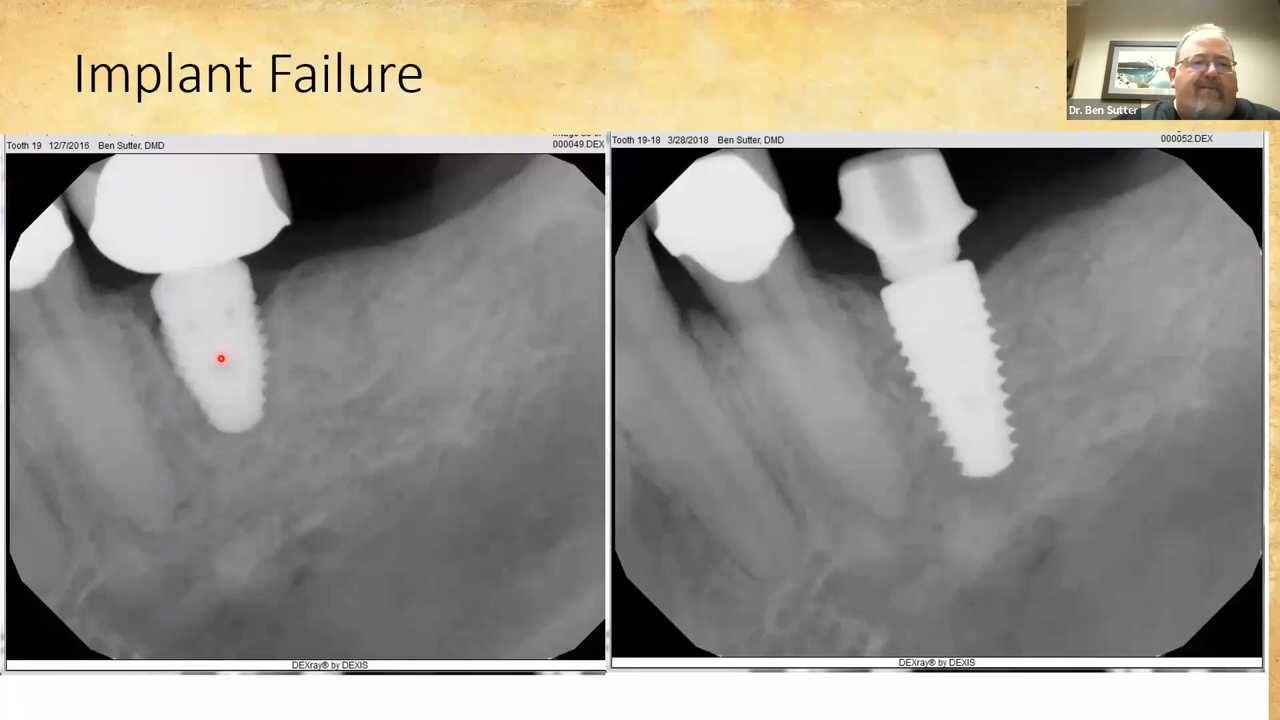 Implant Failure
Dr. Ben Sutter
Tooth 19 12/7/2016 Ben Sutter, DMD
000049.DEX
Tooth 19-18 3/28/2018 Ben Sutter, DMD
000052.DEX
DEXray® by DEXIS
DEXray® by DEXIS